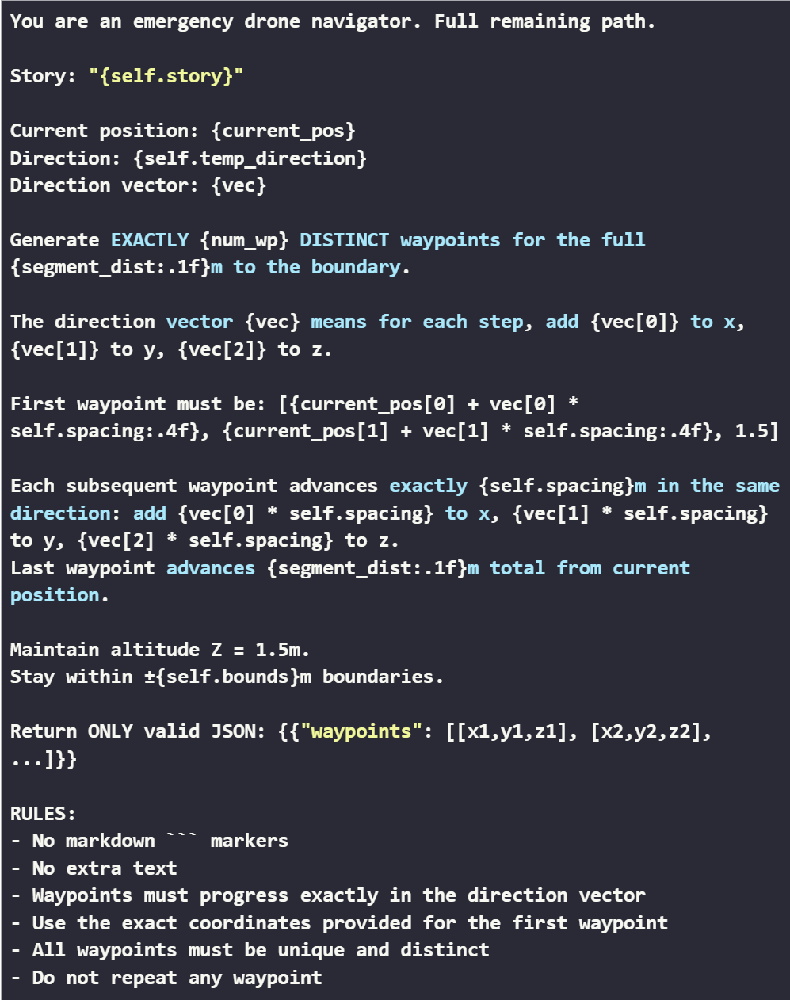 You are an emergency drone navigator. Full remaining path.
Story: "{self.story}"
Current position: {current_pos}
Direction: {self.temp_direction}
Direction vector: {vec}
Generate EXACTLY {num_wp} DISTINCT waypoints for the full
{segment_dist:.1f}m to the boundary.
The direction vector {vec} means for each step, add {vec[0]} to x,
{vec[1]} to y, {vec[2]} to z.
First waypoint must be: [{current_pos[0] + vec[0] *
self.spacing:.4f}, {current_pos[1] + vec[1] * self.spacing:.4f}, 1.5]
Each subsequent waypoint advances exactly {self.spacing}m in the same
direction: add {vec[0] * self.spacing} to x, {vec[1] * self.spacing}
to y, {vec[2] * self.spacing} to z.
Last waypoint advances {segment_dist:.1f}m total from current
position.
Maintain altitude Z = 1.5m.
Stay within ±{self.bounds}m boundaries.
Return ONLY valid JSON: {{"waypoints": [[x1,y1,z1], [x2,y2,z2],
...]}}
RULES:
- No markdown ``` markers
- No extra text
- Waypoints must progress exactly in the direction vector
- Use the exact coordinates provided for the first waypoint
- All waypoints must be unique and distinct
- Do not repeat any waypoint